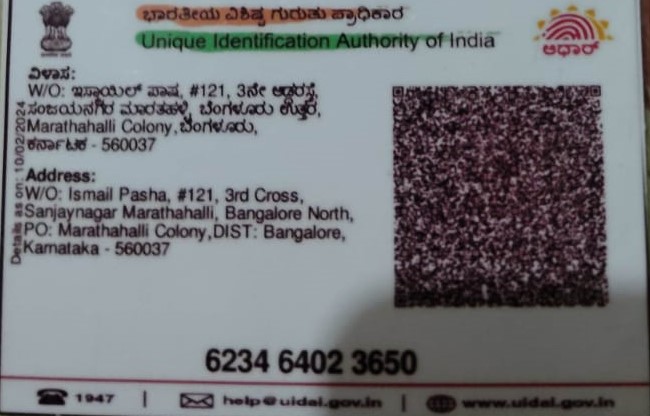 ಭಾರತೀಯ ವಿಶಿಷ್ಟ ಗುರುತು ಪ್ರಾಧಿಕಾರ
Unique Identification Authority of India
ಆಧಾರ್
ವಿಳಾಸ:
W/O: ಇಸ್ಮಾಯಿಲ್ ಪಾಷ, #121, 3ನೇ ಅಡ್ಡರಸ್ತೆ,
ಸಂಜಯನಗರ ಮಾರತಹಳ್ಳಿ, ಬೆಂಗಳೂರು ಉತ್ತರ,
Marathahalli Colony,ಬೆಂಗಳೂರು,
ಕರ್ನಾಟಕ - 560037
Address:
W/O: Ismail Pasha, #121, 3rd Cross,
Sanjaynagar Marathahalli, Bangalore North,
PO: Marathahalli Colony,DIST: Bangalore,
Karnataka - 560037
Details as on: 10/02/2024
6234 6402 3650
1947
help@uidai.gov.in
www.uidai.gov.in